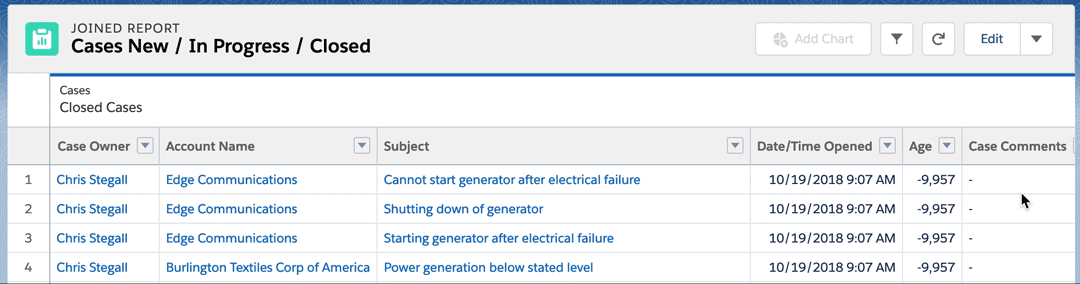 JOINED REPORT
Cases New / In Progress / Closed
Add Chart
Edit
Cases
Closed Cases
Case Owner Account Name Subject Date/Time Opened Age Case Comments
1 Chris Stegall Edge Communications Cannot start generator after electrical failure 10/19/2018 9:07 AM -9,957 -
2 Chris Stegall Edge Communications Shutting down of generator 10/19/2018 9:07 AM -9,957 -
3 Chris Stegall Edge Communications Starting generator after electrical failure 10/19/2018 9:07 AM -9,957 -
4 Chris Stegall Burlington Textiles Corp of America Power generation below stated level 10/19/2018 9:07 AM -9,957 -